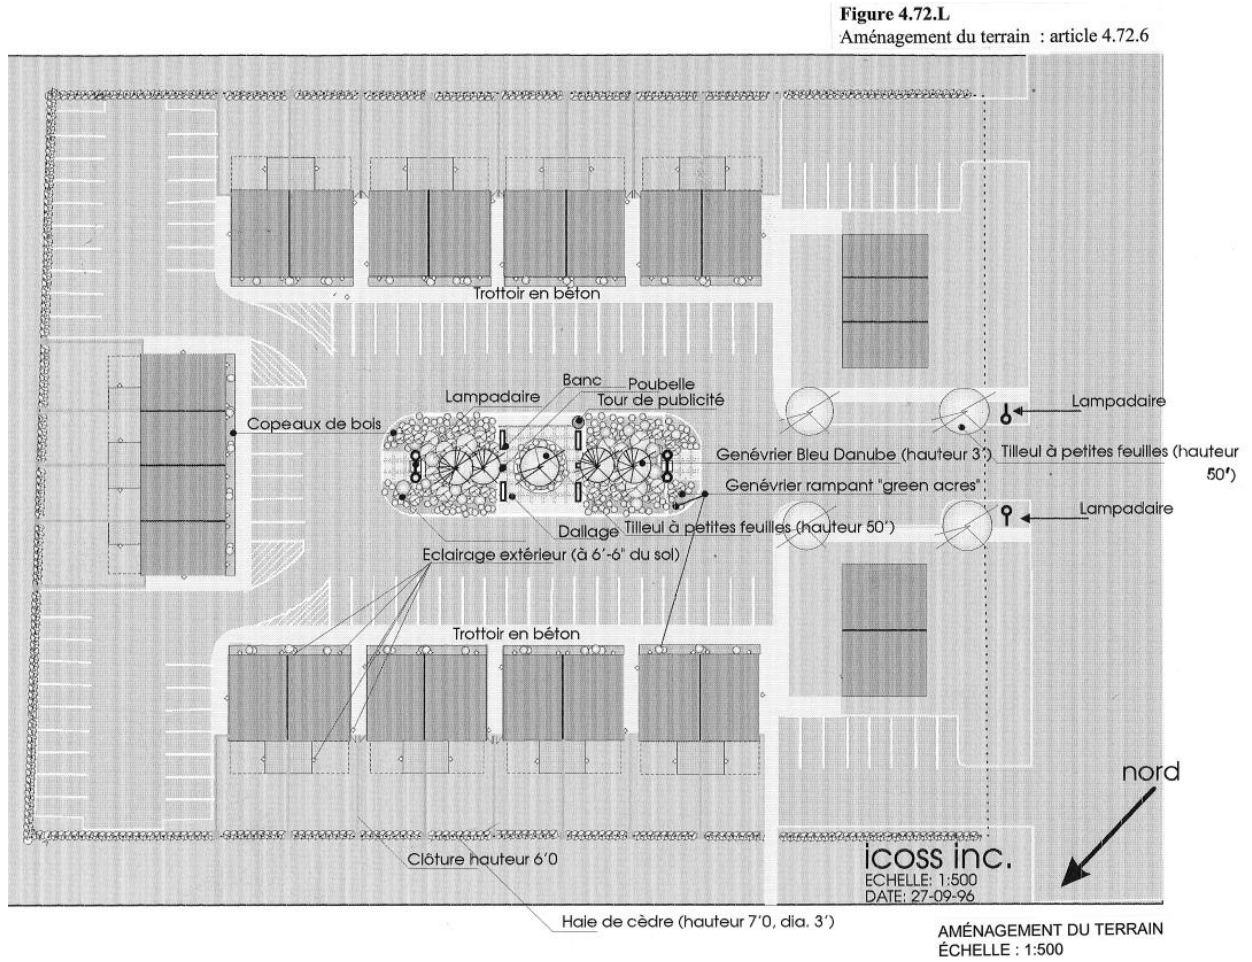 Figure 4.72.L
Aménagement du terrain : article 4.72.6
Trottoir en béton
Banc
Poubelle
Lampadaire
Tour de publicité
Copeaux de bois
Lampadaire
Genévrier Bleu Danube (hauteur 3')
Tilleul à petites feuilles (hauteur
50')
Genévrier rampant "green acres"
Lampadaire
Dallage
Tilleul à petites feuilles (hauteur 50')
Eclairage extérieur (à 6'-6" du sol)
Trottoir en béton
nord
Clôture hauteur 6'0
icoss inc.
ECHELLE: 1:500
DATE: 27-09-96
Haie de cèdre (hauteur 7'0, dia. 3')
AMÉNAGEMENT DU TERRAIN
ÉCHELLE : 1:500